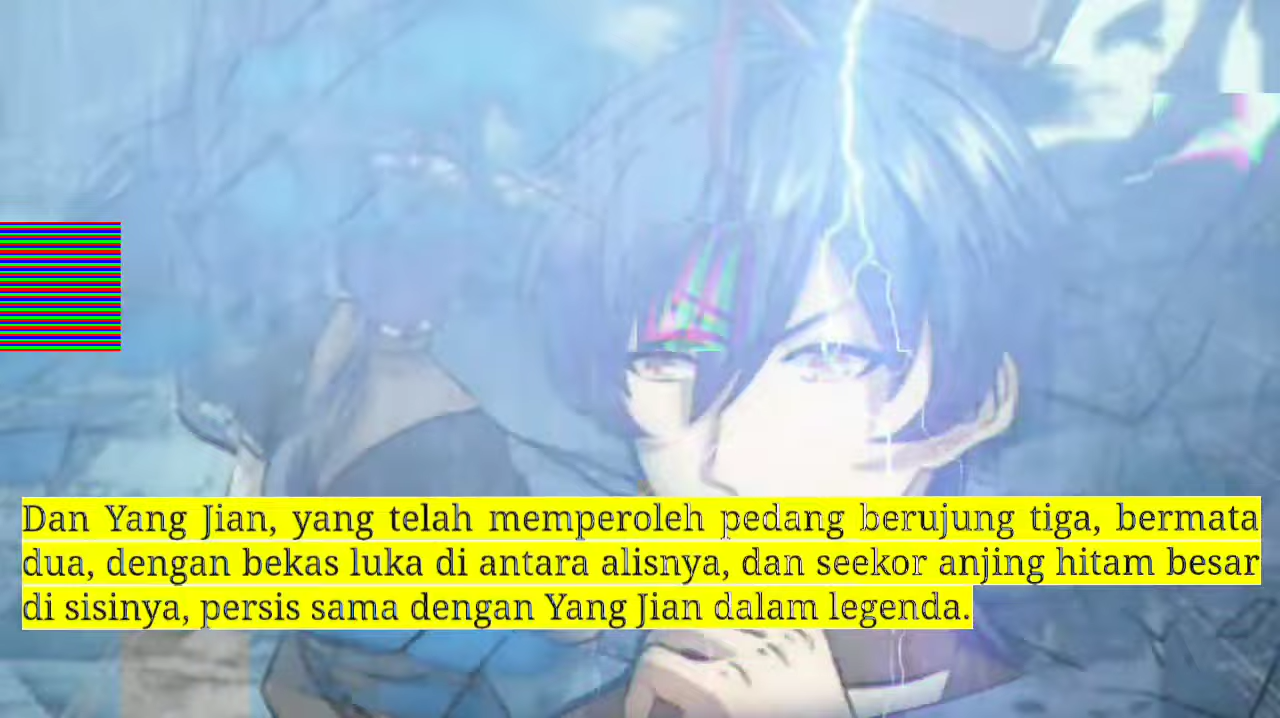 Dan Yang Jian, yang telah memperoleh pedang berujung tiga, bermata
dua, dengan bekas luka di antara alisnya, dan seekor anjing hitam besar
di sisinya, persis sama dengan Yang Jian dalam legenda.